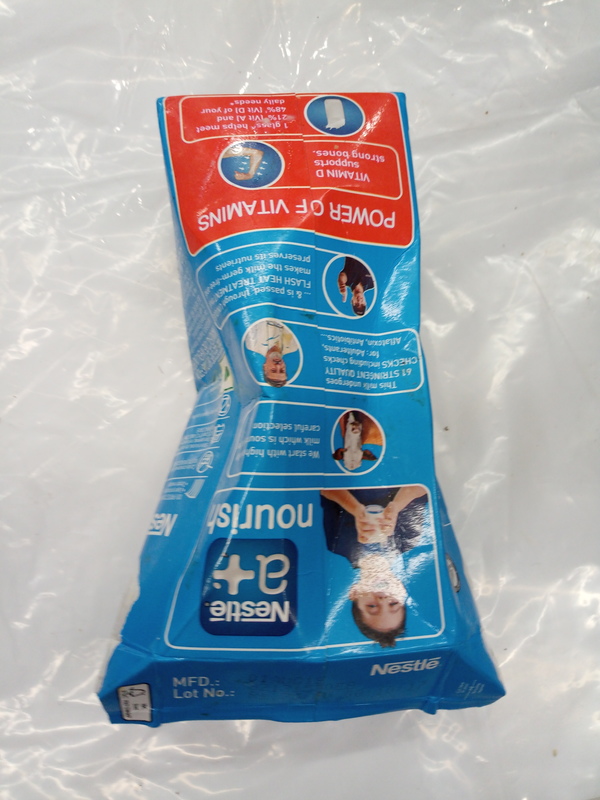 Nestlé
a+
nourish
We start with high
milk which is
careful selection
This milk undergoes
61 STRINGENT QUALITY
CHECKS including checks
for: Adulterants,
Aflatoxin, Antibiotics...
... & is passed through
FLASH HEAT
makes the milk germ-free
preserves its nutrients
POWER OF VITAMINS
VITAMIN D
supports
strong bones.
1 glass* helps meet
21% (Vit A) and
48% (Vit D) of your
daily needs*
Nestlé
MFD.:
Lot No.: